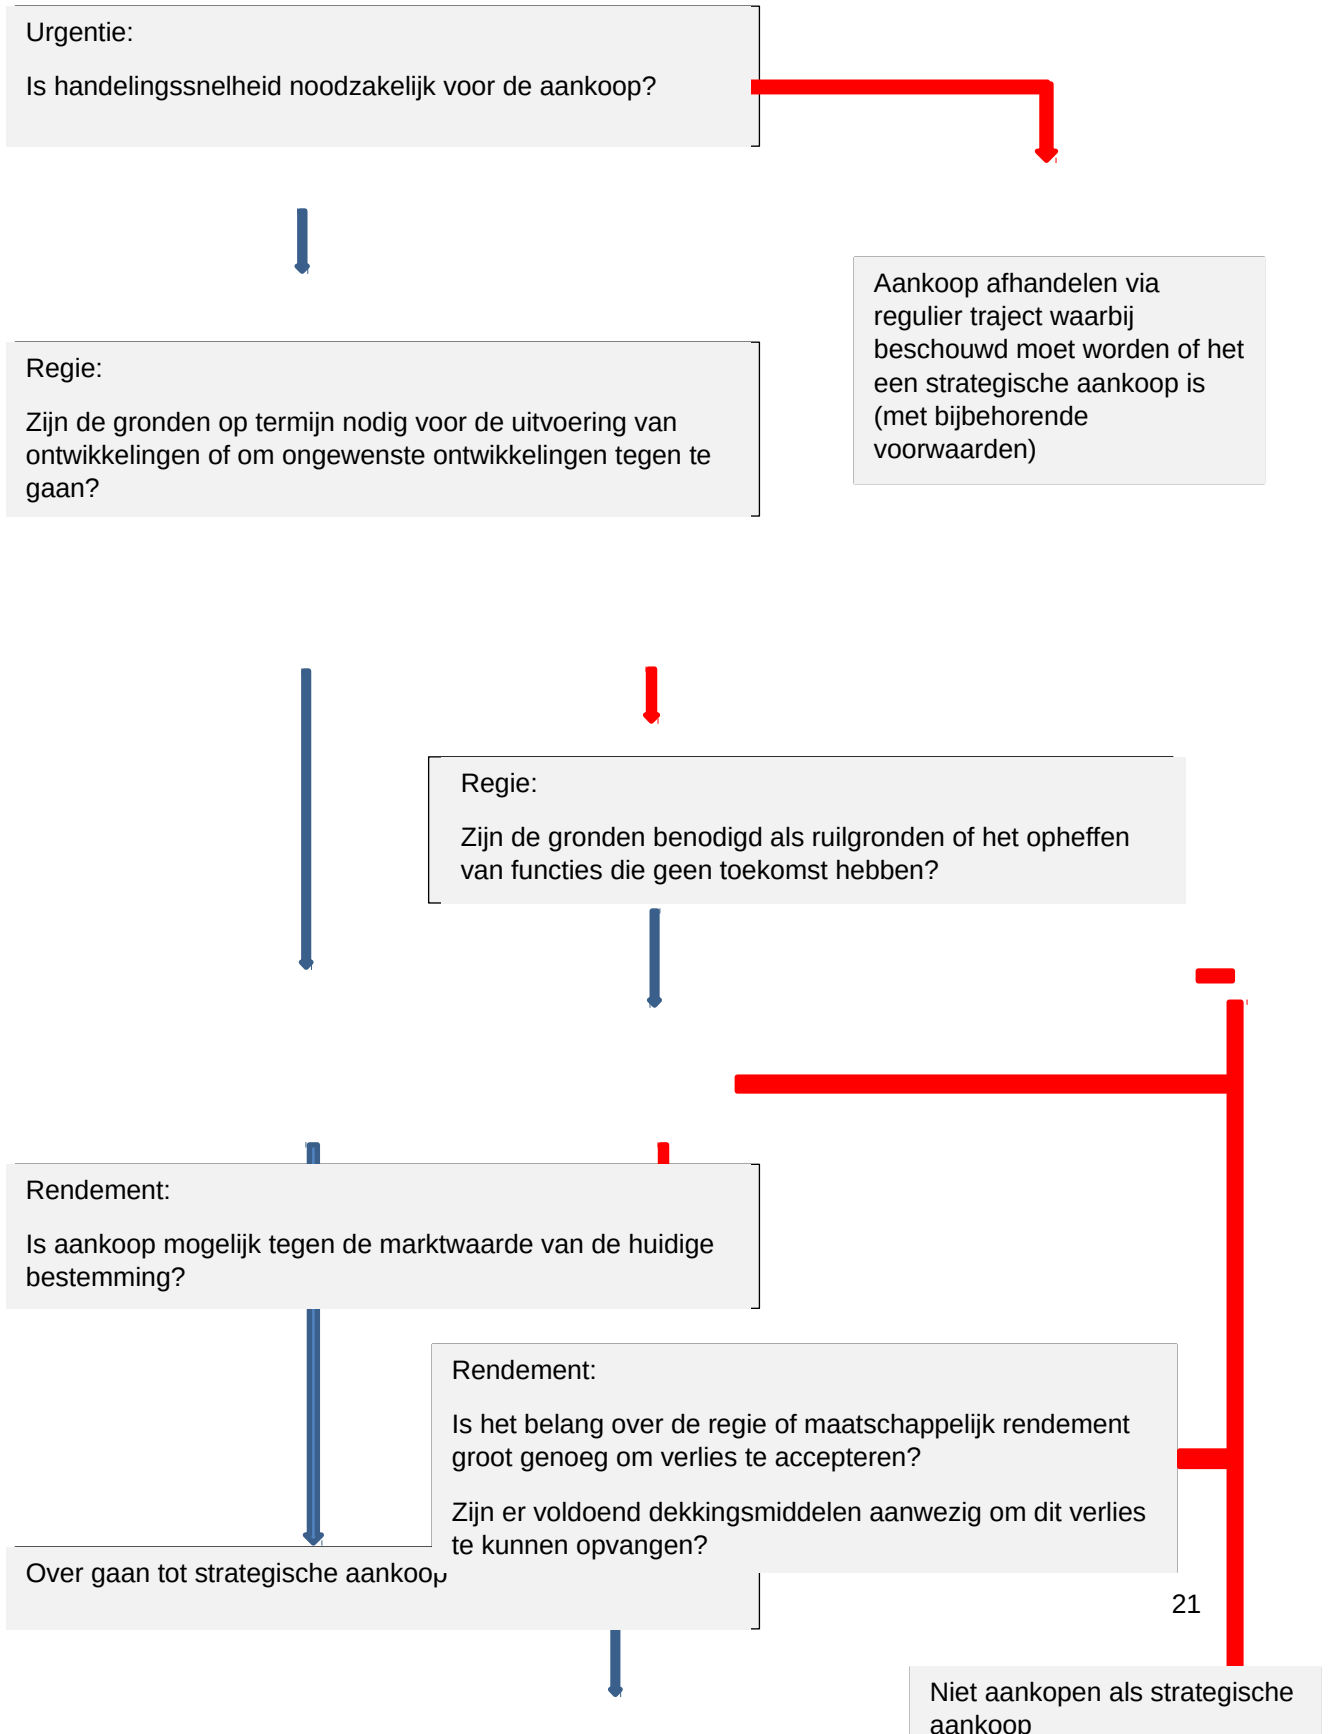 Urgentie:
Is handelingssnelheid noodzakelijk voor de aankoop?
Aankoop afhandelen via
regulier traject waarbij
beschouwd moet worden of het
een strategische aankoop is
(met bijbehorende
voorwaarden)
Regie:
Zijn de gronden op termijn nodig voor de uitvoering van
ontwikkelingen of om ongewenste ontwikkelingen tegen te
gaan?
Regie:
Zijn de gronden benodigd als ruilgronden of het opheffen
van functies die geen toekomst hebben?
Rendement:
Is aankoop mogelijk tegen de marktwaarde van de huidige
bestemming?
Rendement:
Is het belang over de regie of maatschappelijk rendement
groot genoeg om verlies te accepteren?
Zijn er voldoend dekkingsmiddelen aanwezig om dit verlies
te kunnen opvangen?
Over gaan tot strategische aankoop
21
Niet aankopen als strategische
aankoop